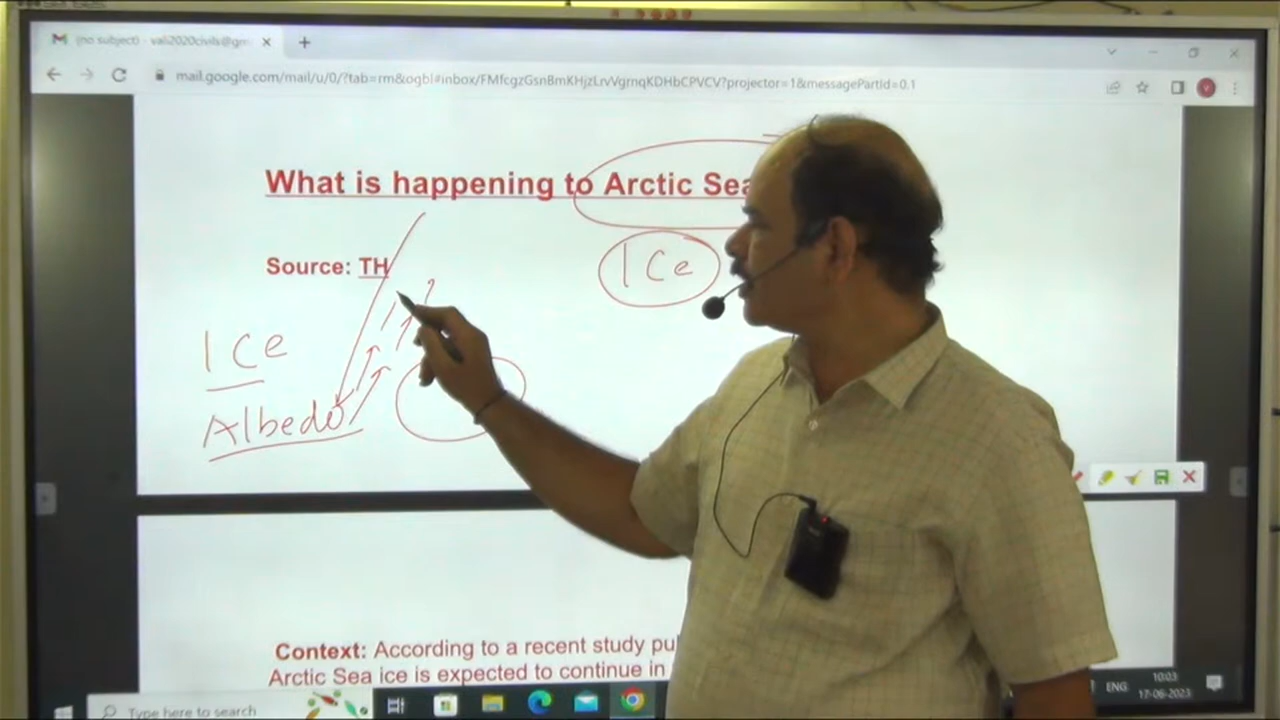 (no subject) - vali2020civils@gm
mail.google.com/mail/u/0/?tab=rm&ogbl#inbox/FMfcgzGsnBmKHjzLrvVgrnqKDHbCPVCV?projector=1&messagePartId=0.1
What is happening to Arctic Sea
Source: TH
ICe
ICe
Albedo
Context: According to a recent study pu
Arctic Sea ice is expected to continue in
Type here to search
ENG
10:03
17-06-2023